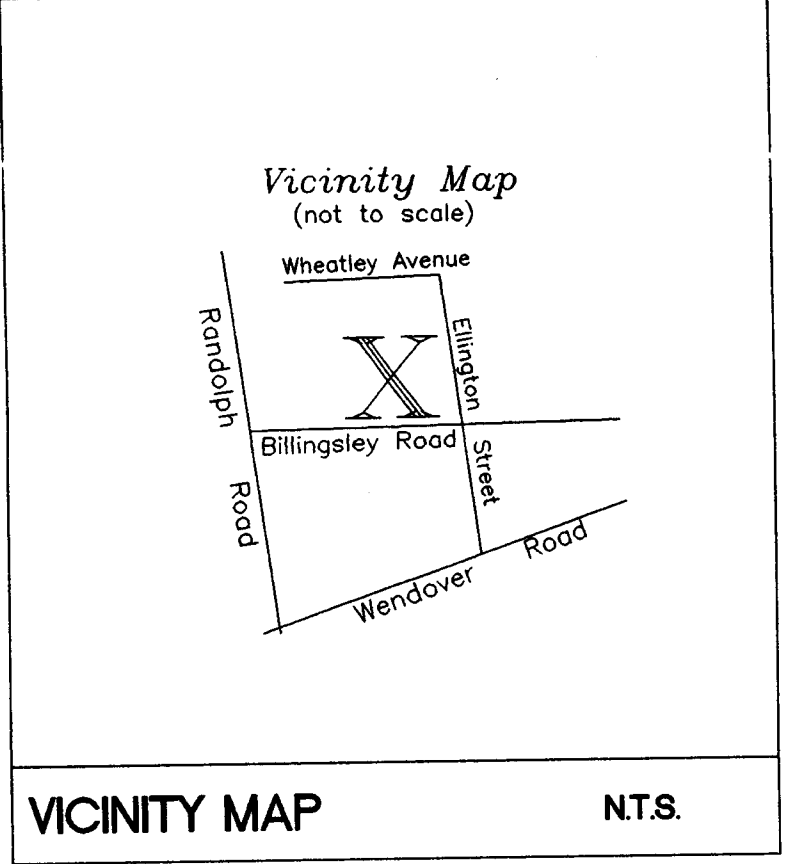 Vicinity Map
(not to scale)
Wheatley Avenue
Randolph
Road
X
Ellington
Street
Billingsley Road
Wendover Road
VICINITY MAP
N.T.S.